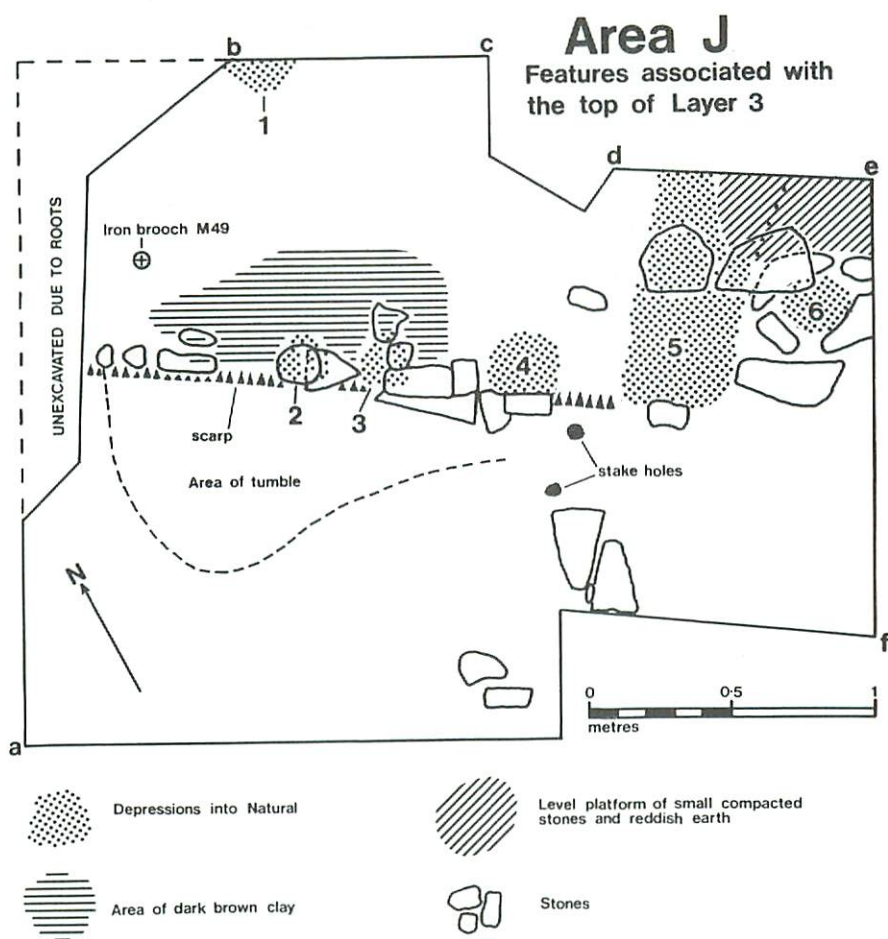 Area J
Features associated with
the top of Layer 3
b
c
1
d
e
UNEXCAVATED DUE TO ROOTS
Iron brooch M49
6
4
5
2
3
scarp
stake holes
Area of tumble
N
f
0
0·5
1
metres
a
Depressions into Natural
Level platform of small compacted
stones and reddish earth
Area of dark brown clay
Stones